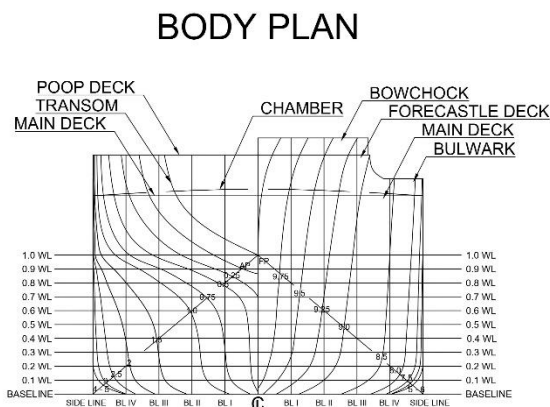 BODY PLAN
POOP DECK
TRANSOM
MAIN DECK
CHAMBER
BOWCHOCK
FORECASTLE DECK
MAIN DECK
BULWARK
1.0 WL
0.9 WL
0.8 WL
0.7 WL
0.6 WL
0.5 WL
0.4 WL
0.3 WL
0.2 WL
0.1 WL
BASELINE
AP
0.25
0.5
0.75
1.0
1.5
2
2.5
4
5
FP
9.75
9.5
9.25
9.0
8.5
8.0
7.5
5
6
1.0 WL
0.9 WL
0.8 WL
0.7 WL
0.6 WL
0.5 WL
0.4 WL
0.3 WL
0.2 WL
0.1 WL
BASELINE
SIDE LINE BL IV BL III BL II BL I CL BL I BL II BL III BL IV SIDE LINE